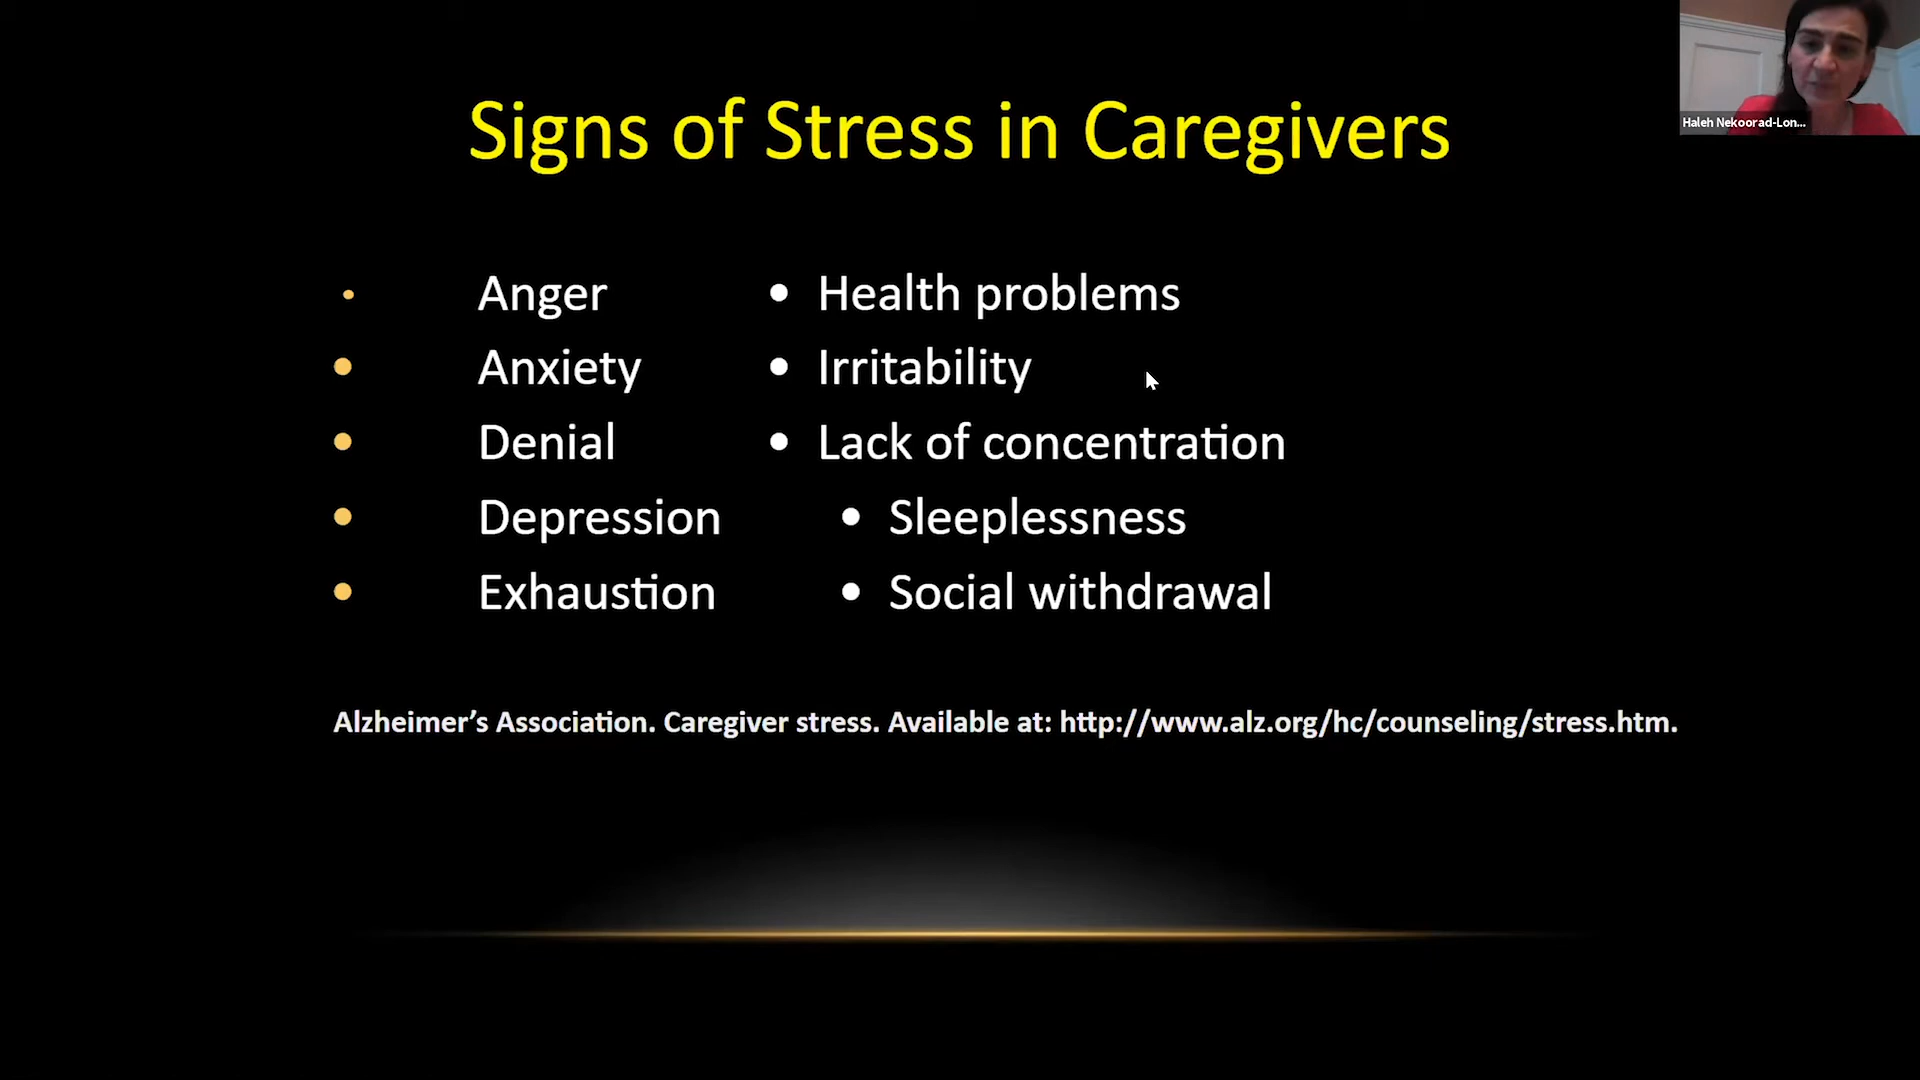 Haleh Nekoorad-Lon...
Signs of Stress in Caregivers
• Anger • Health problems
• Anxiety • Irritability
• Denial • Lack of concentration
• Depression • Sleeplessness
• Exhaustion • Social withdrawal
Alzheimer’s Association. Caregiver stress. Available at: http://www.alz.org/hc/counseling/stress.htm.